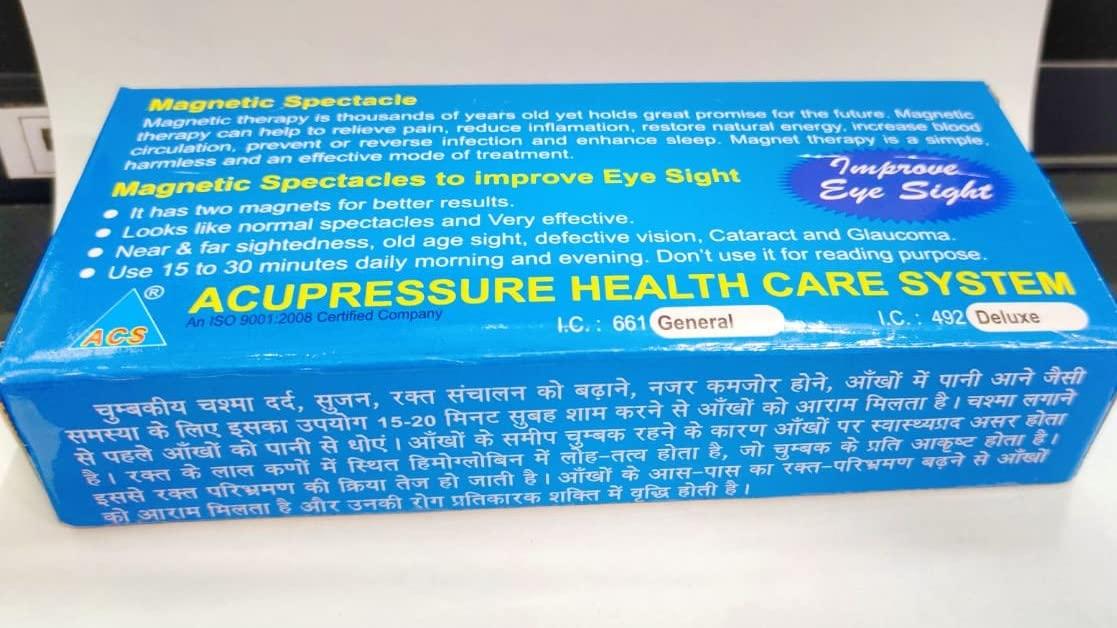 Magnetic Spectacle
Magnetic therapy is thousands of years old yet holds great promise for the future. Magnetic
therapy can help to relieve pain, reduce inflamation, restore natural energy, increase blood
circulation, prevent or reverse infection and enhance sleep. Magnet therapy is a simple,
harmless and an effective mode of treatment.
Improve
Eye Sight
Magnetic Spectacles to improve Eye Sight
• It has two magnets for better results.
• Looks like normal spectacles and Very effective.
• Near & far sightedness, old age sight, defective vision, Cataract and Glaucoma.
• Use 15 to 30 minutes daily morning and evening. Don't use it for reading purpose.
ACS ®
ACUPRESSURE HEALTH CARE SYSTEM
An ISO 9001:2008 Certified Company
I.C. : 661 General
I.C. : 492 Deluxe
चुम्बकीय चश्मा दर्द, सुजन, रक्त संचालन को बढ़ाने, नजर कमजोर होने, आँखों में पानी आने जैसी
समस्या के लिए इसका उपयोग 15-20 मिनट सुबह शाम करने से आँखों को आराम मिलता है। चश्मा लगाने
से पहले आँखों को पानी से धोएं। आँखों के समीप चुम्बक रहने के कारण आँखों पर स्वास्थ्यप्रद असर होता
है। रक्त के लाल कणों में स्थित हिमोग्लोबिन में लोह-तत्व होता है, जो चुम्बक के प्रति आकृष्ट होता है।
इससे रक्त परिभ्रमण की क्रिया तेज हो जाती है। आँखों के आस-पास का रक्त-परिभ्रमण बढ़ने से आँखों
को आराम मिलता है और उनकी रोग प्रतिकारक शक्ति में वृद्धि होती है।